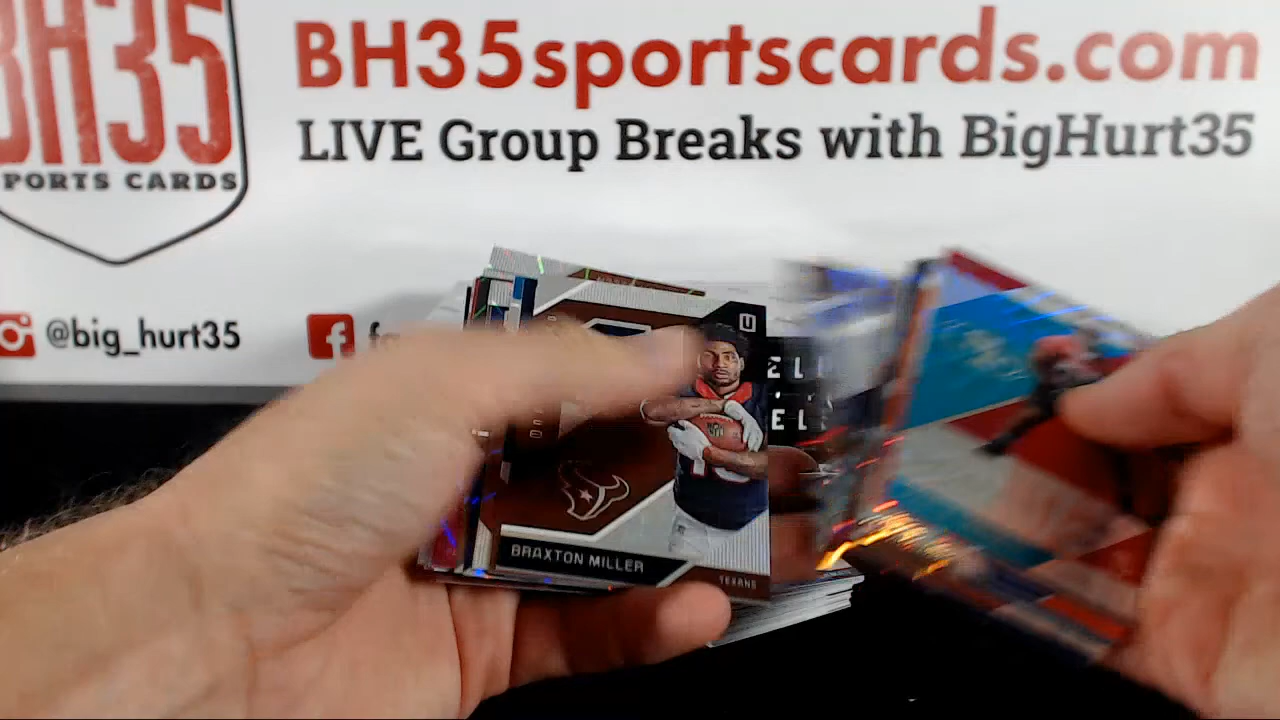 BH35
PORTS CARDS
BH35sportscards.com
LIVE Group Breaks with BigHurt35
@big_hurt35
U
BRAXTON MILLER
TEXANS